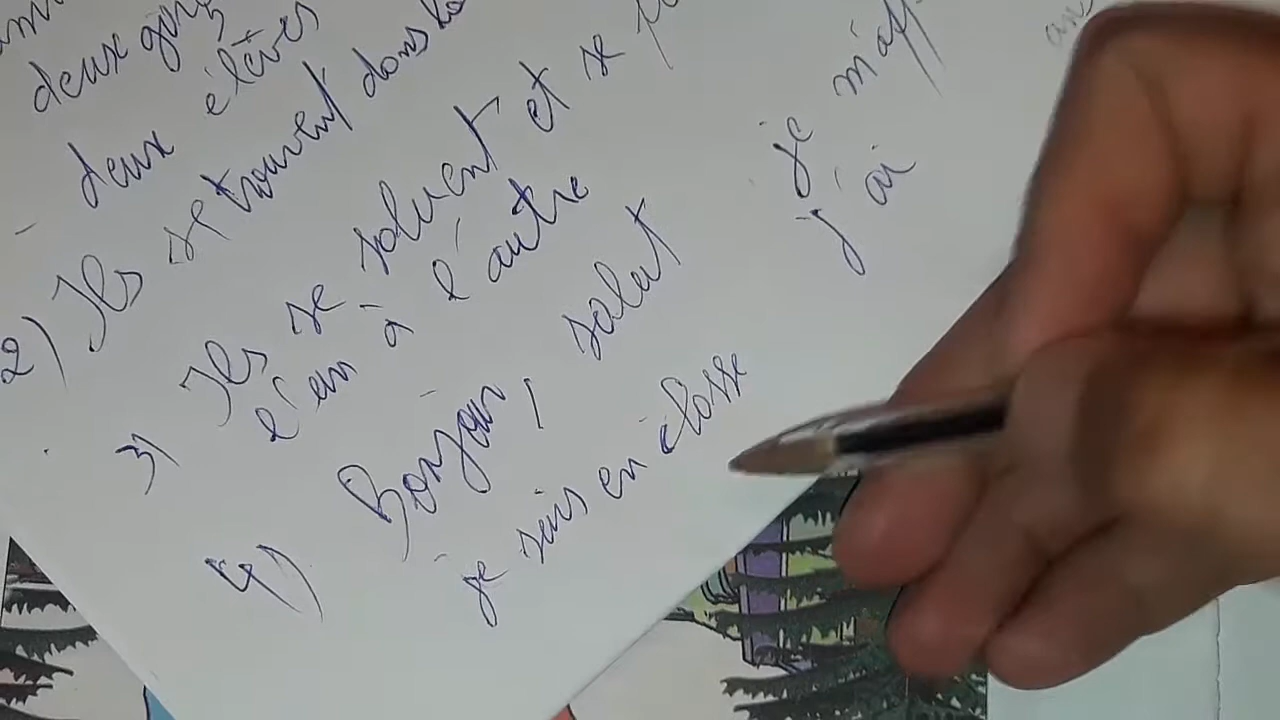 deux
deux élèves
2) Ils se trouvent dans
3) Ils se saluent et se
l'un à l'autre
4) Bonjour, salut
je suis en classe
je
j'ai